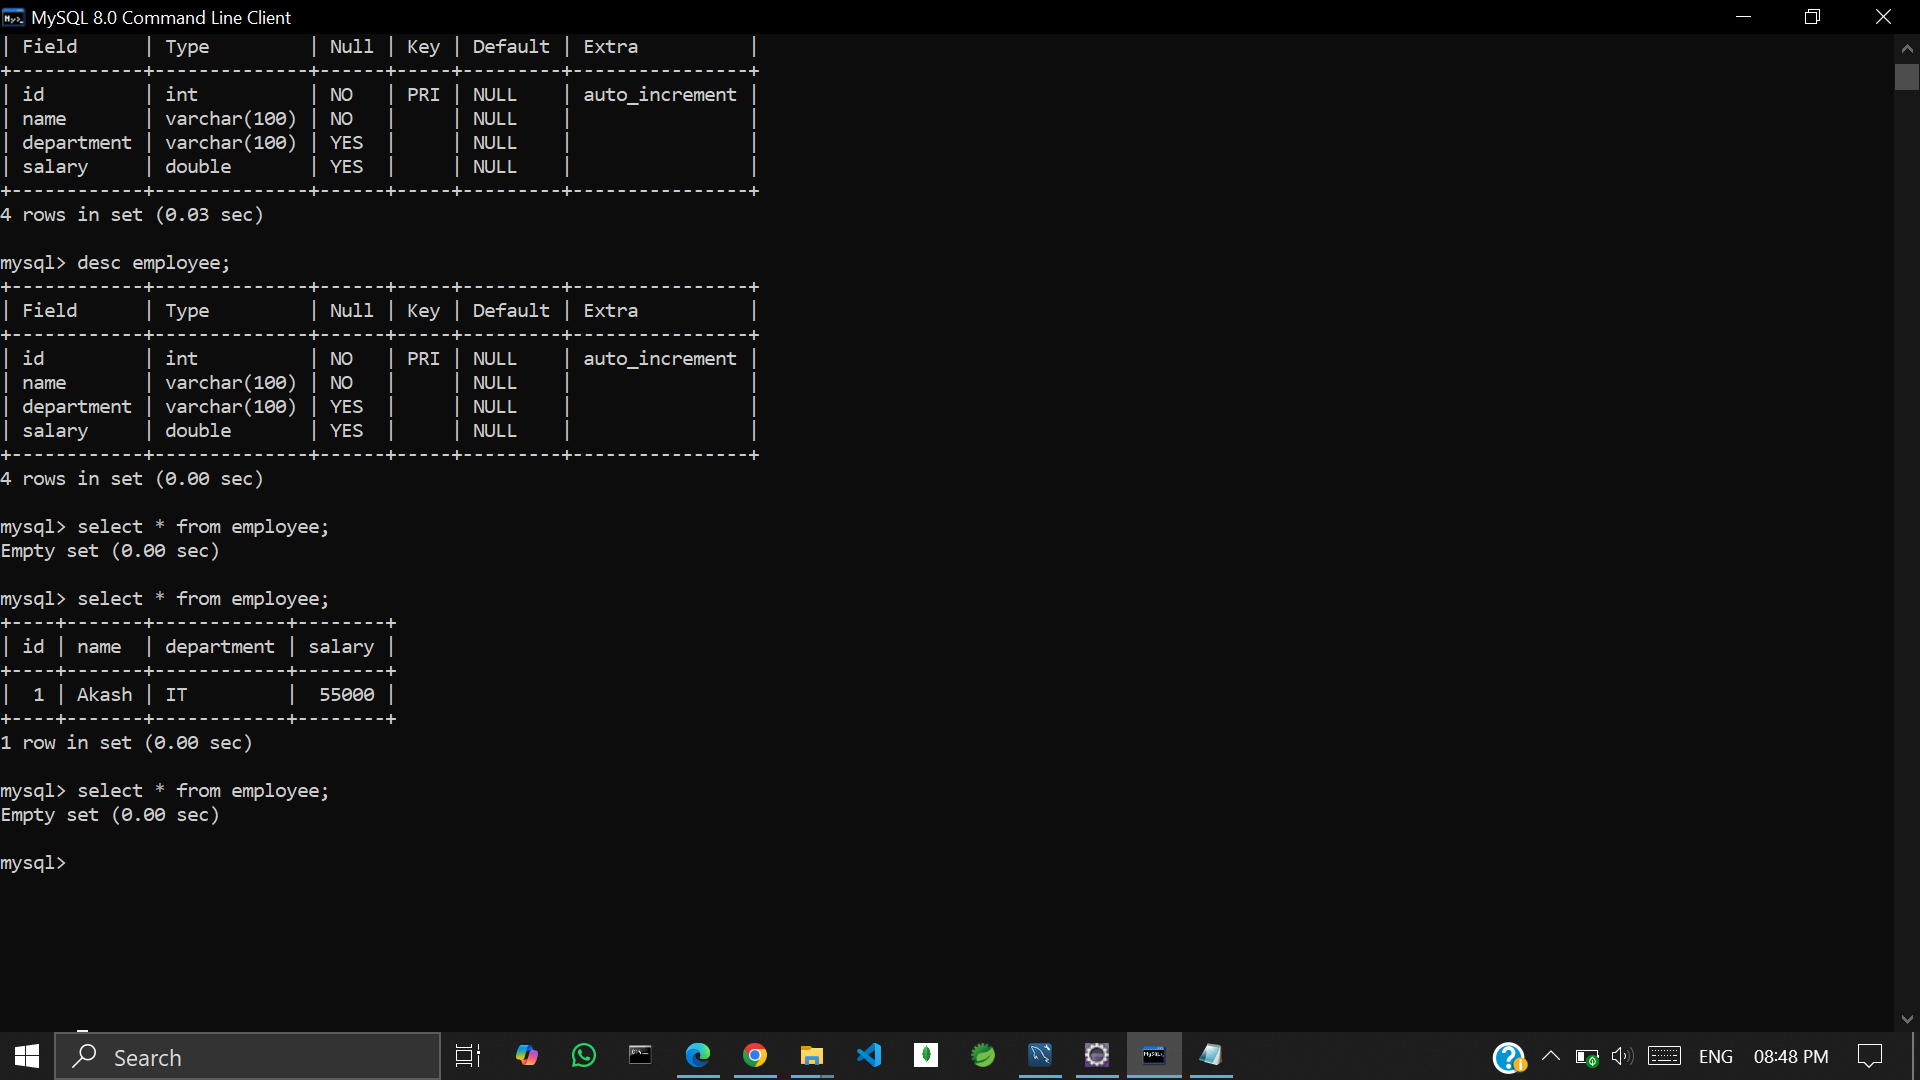 MySQL 8.0 Command Line Client
| Field      | Type         | Null | Key | Default | Extra          |
+------------+--------------+------+-----+---------+----------------+
| id         | int          | NO   | PRI | NULL    | auto_increment |
| name       | varchar(100) | NO   |     | NULL    |                |
| department | varchar(100) | YES  |     | NULL    |                |
| salary     | double       | YES  |     | NULL    |                |
+------------+--------------+------+-----+---------+----------------+
4 rows in set (0.03 sec)
mysql> desc employee;
+------------+--------------+------+-----+---------+----------------+
| Field      | Type         | Null | Key | Default | Extra          |
+------------+--------------+------+-----+---------+----------------+
| id         | int          | NO   | PRI | NULL    | auto_increment |
| name       | varchar(100) | NO   |     | NULL    |                |
| department | varchar(100) | YES  |     | NULL    |                |
| salary     | double       | YES  |     | NULL    |                |
+------------+--------------+------+-----+---------+----------------+
4 rows in set (0.00 sec)
mysql> select * from employee;
Empty set (0.00 sec)
mysql> select * from employee;
+----+-------+------------+--------+
| id | name  | department | salary |
+----+-------+------------+--------+
|  1 | Akash | IT         |  55000 |
+----+-------+------------+--------+
1 row in set (0.00 sec)
mysql> select * from employee;
Empty set (0.00 sec)
mysql>
Search
ENG
08:48 PM